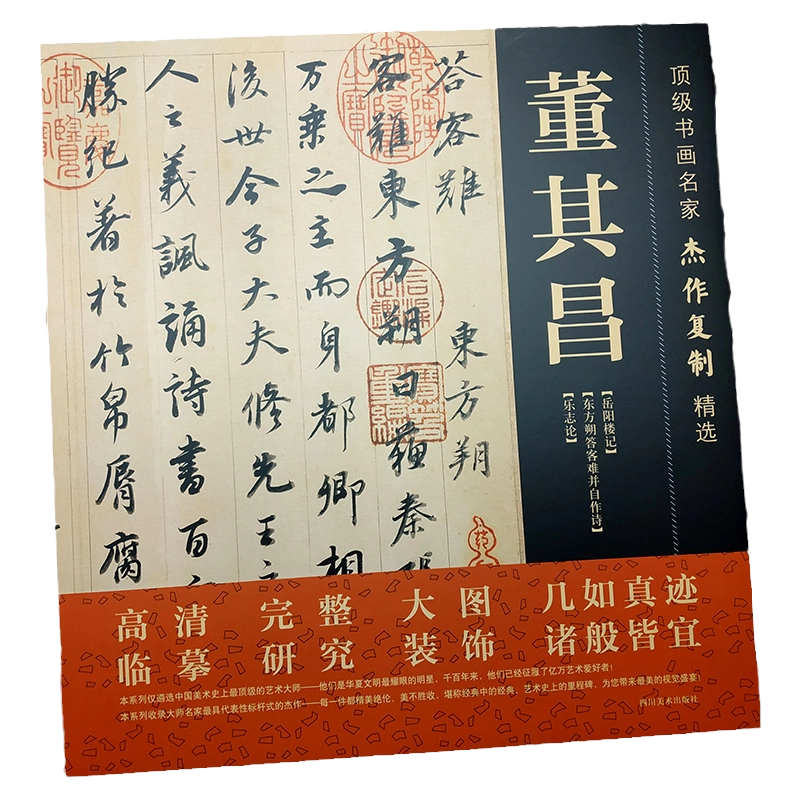 顶级书画名家 杰作复制 精选
董其昌
【岳阳楼记】
【东方朔答客难并自作诗】
【乐志论】
答客難 東方朔
客難東方朔曰蘇秦
万乘之主而身都卿相
後世今子大夫修先王之
人之義諷誦詩書百
勝紀著於竹帛脣腐
高清 完整 大图 几如真迹
临摹 研究 装饰 诸般皆宜
本系列仅遴选中国美术史上最顶级的艺术大师——他们是华夏文明最耀眼的明星，千百年来，他们已经征服了亿万艺术爱好者！
本系列收录大师名家最具代表性标杆式的杰作——每一件都精美绝伦、美不胜收，堪称经典中的经典，艺术史上的里程碑，为您带来最美的视觉盛宴！
四川美术出版社